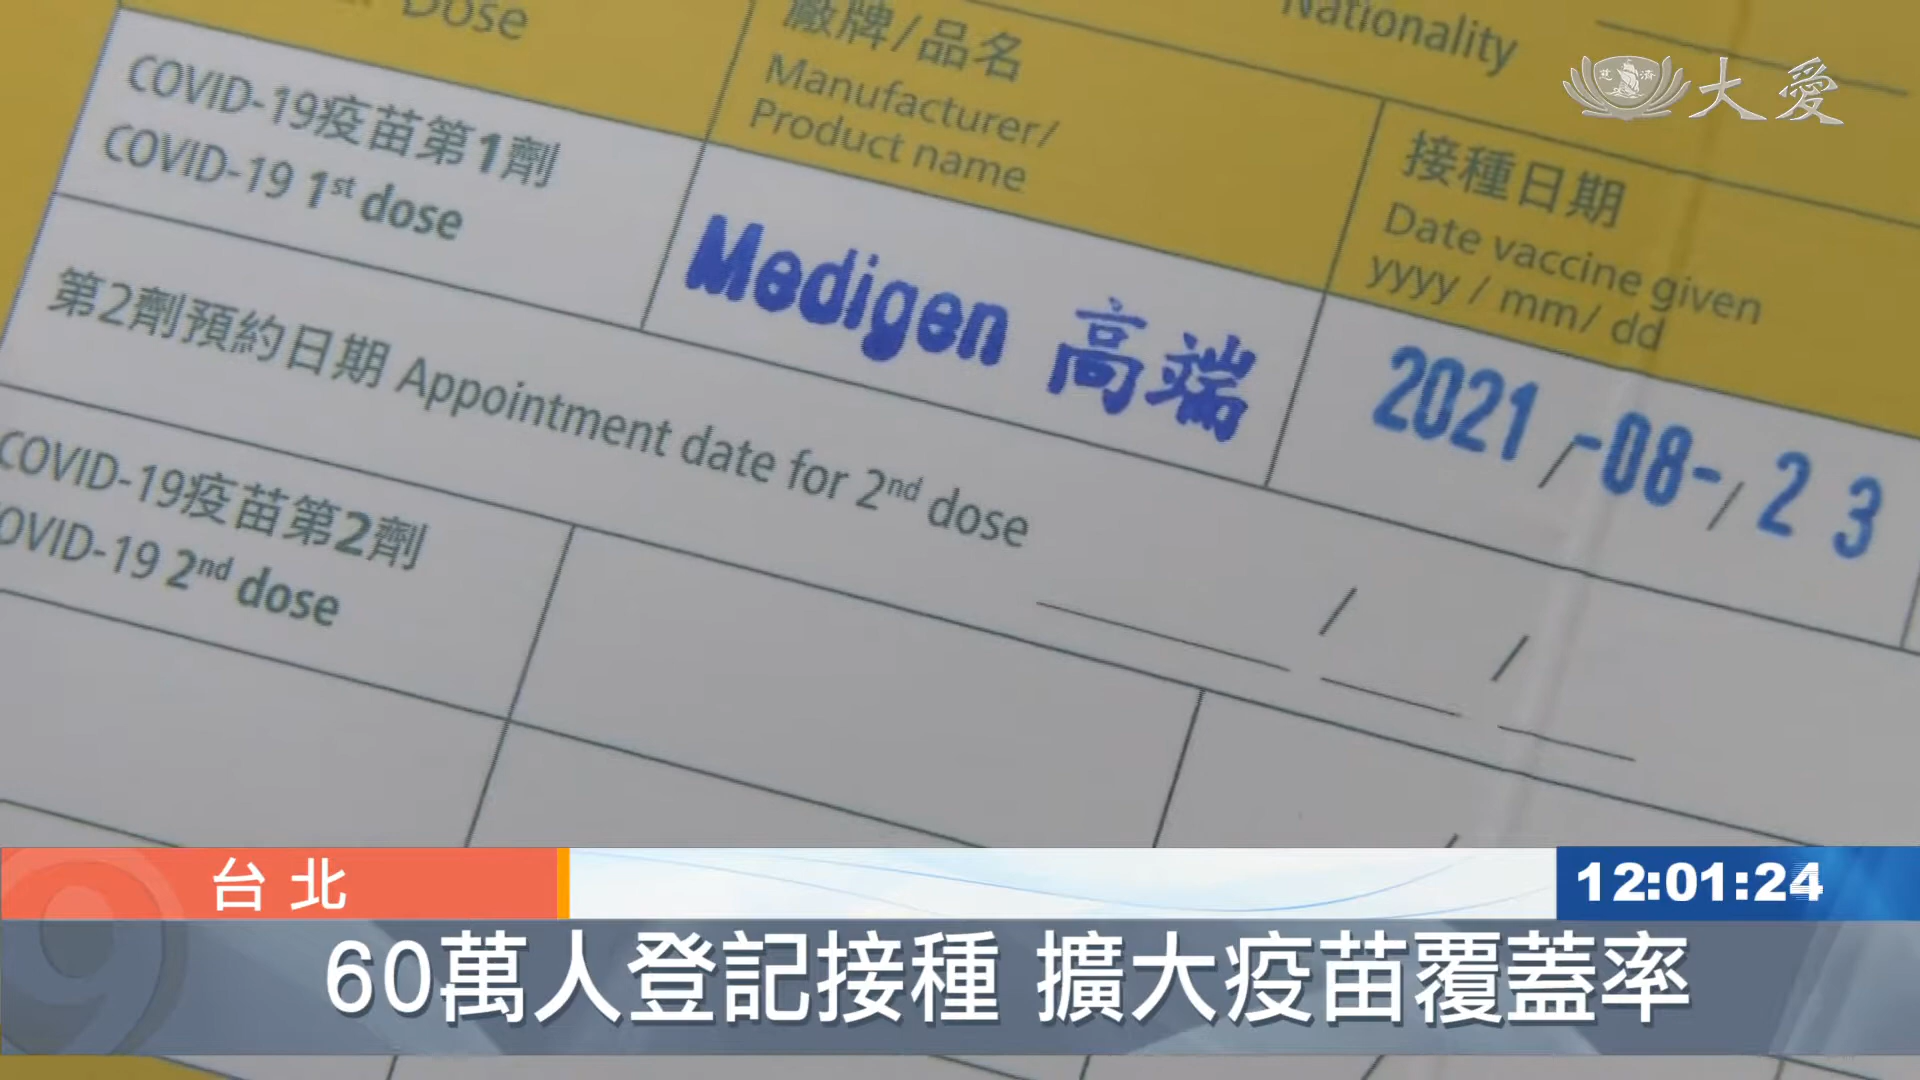 Dose
廠牌/品名
Manufacturer/
Product name
Nationality
慈濟
大愛
接種日期
Date vaccine given
yyyy / mm/ dd
COVID-19疫苗第1劑
COVID-19 1st dose
Medigen 高端
2021/-08-/23
第2劑預約日期 Appointment date for 2nd dose
/ /
COVID-19疫苗第2劑
COVID-19 2nd dose
台北
12:01:24
60萬人登記接種 擴大疫苗覆蓋率